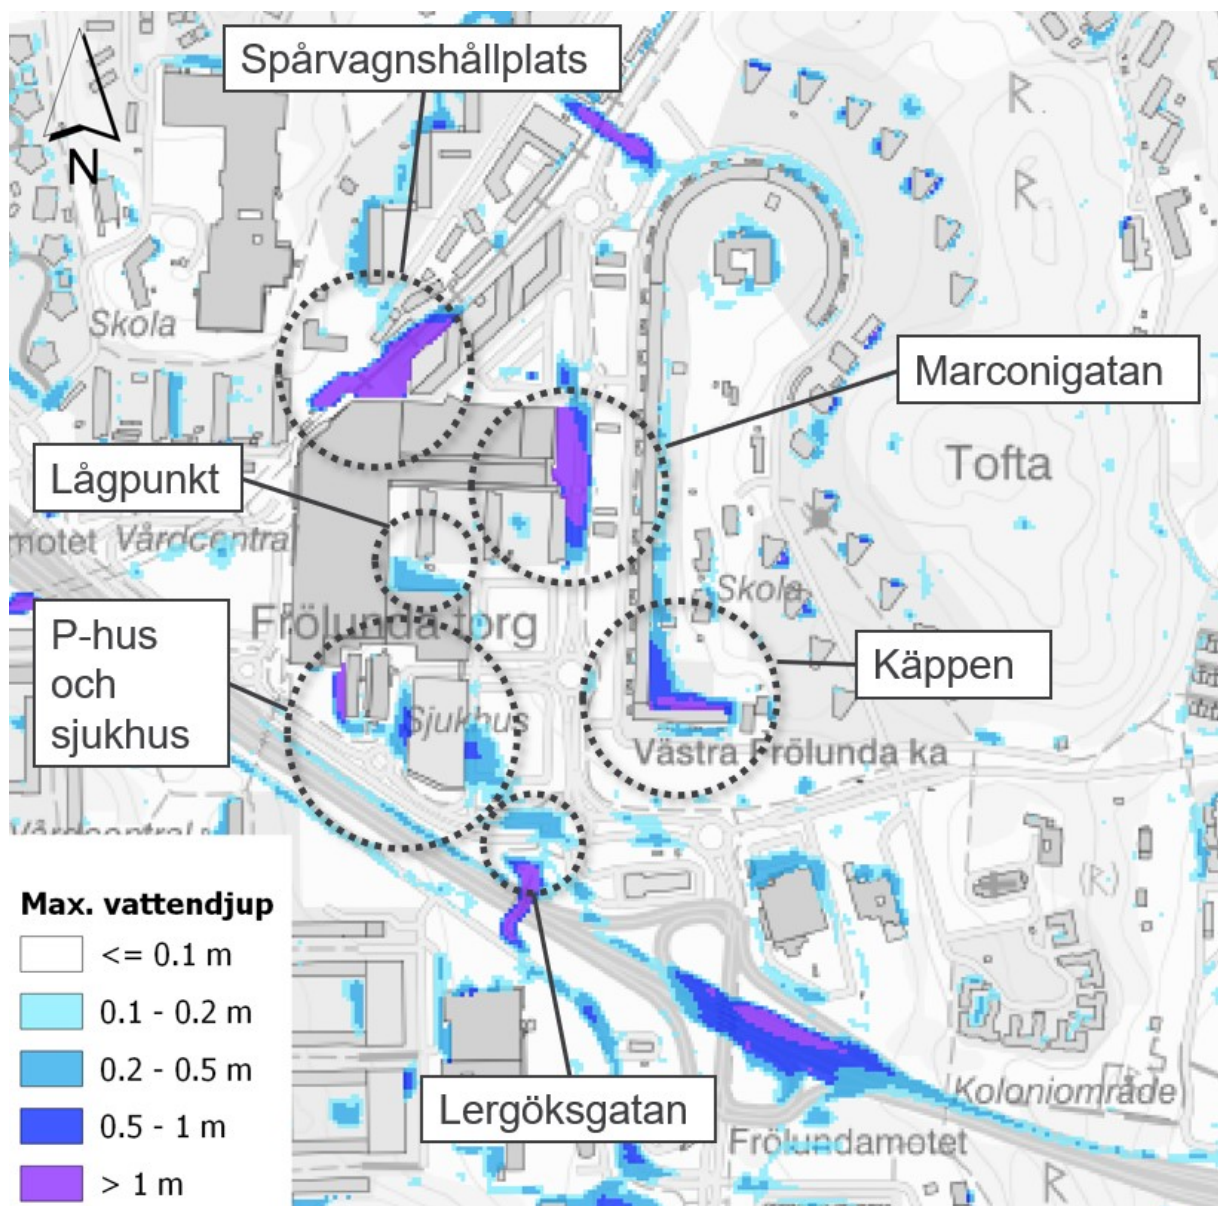 Spårvagnshållplats
N
R
R
Skola
Marconigatan
Lågpunkt
Tofta
motet
Vårdcentral
Skola
P-hus
och
sjukhus
Frölunda torg
Käppen
Sjukhus
Västra Frölunda ka
Vårdcentral
(R)
Max. vattendjup
<= 0.1 m
0.1 - 0.2 m
0.2 - 0.5 m
0.5 - 1 m
> 1 m
Lergöksgatan
Koloniområde
Frölundamotet
R